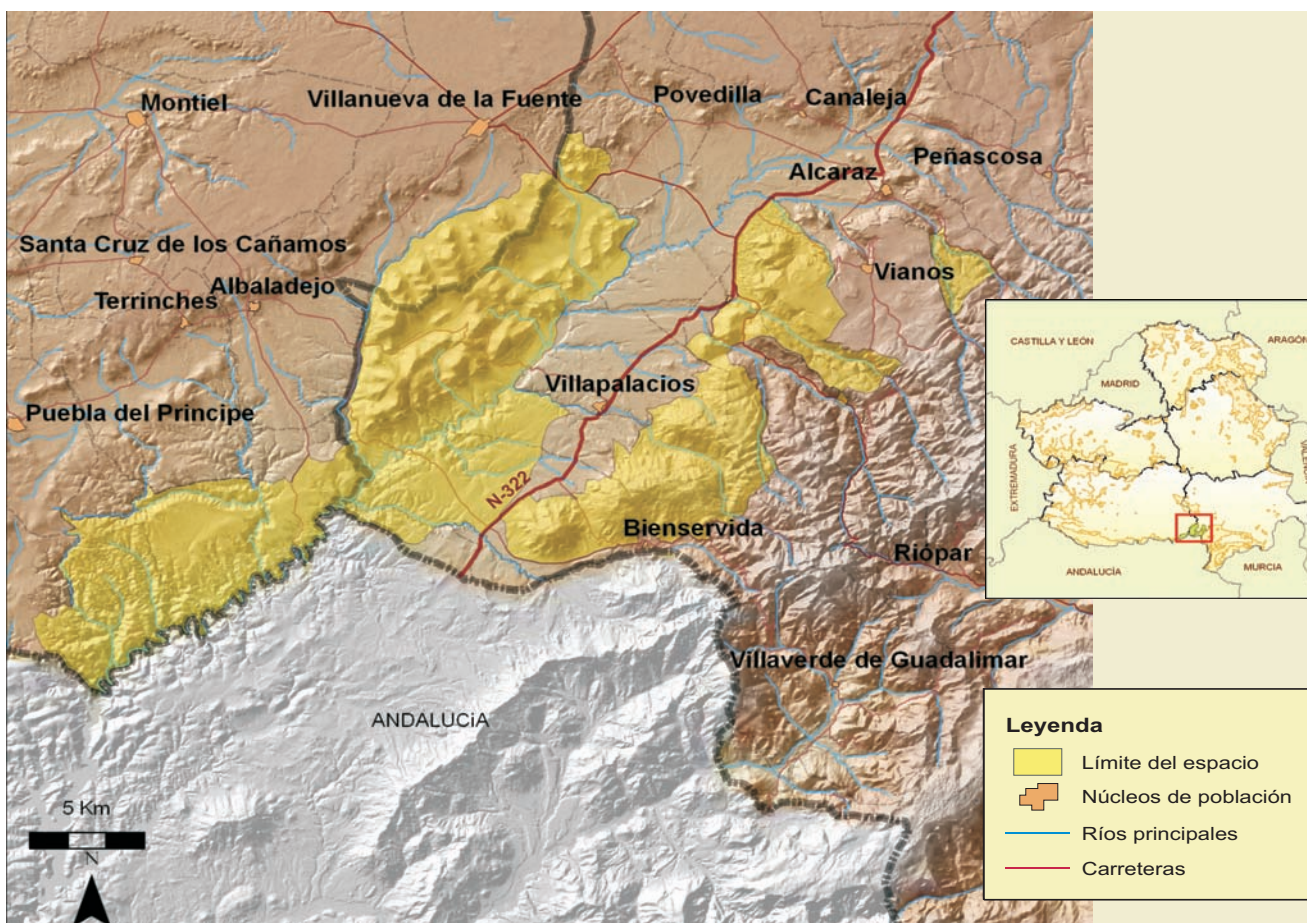 Montiel
Villanueva de la Fuente
Povedilla
Canaleja
Alcaraz
Peñascosa
Santa Cruz de los Cañamos
Albaladejo
Terrinches
Vianos
Puebla del Principe
Villapalacios
N-322
Bienservida
Riópar
Villaverde de Guadalimar
ANDALUCíA
5 Km
N
CASTILLA Y LEÓN
ARAGÓN
MADRID
EXTREMADURA
ANDALUCÍA
MURCIA
Leyenda
Límite del espacio
Núcleos de población
Ríos principales
Carreteras